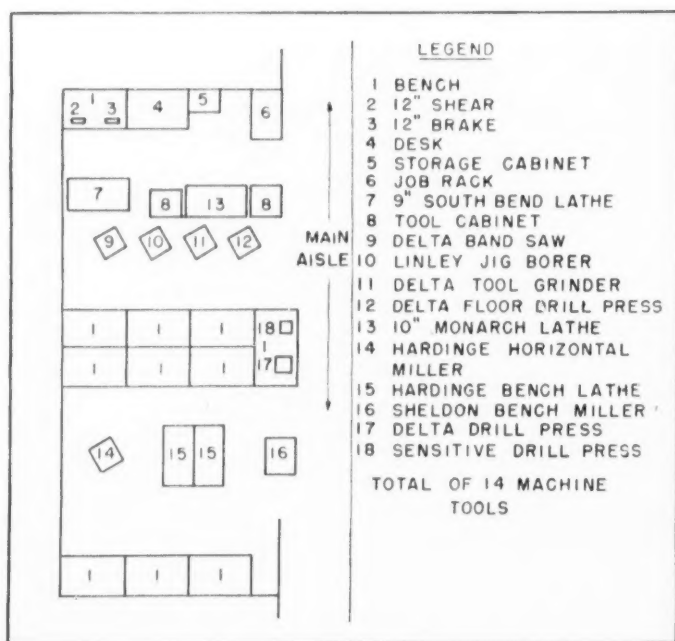 1
2 3
4
5
6
7
8
13
8
9 10 11 12
MAIN
AISLE
1 1 1 18
1
1 1 1 17
14
15 15
16
1 1 1
LEGEND
1 BENCH
2 12" SHEAR
3 12" BRAKE
4 DESK
5 STORAGE CABINET
6 JOB RACK
7 9" SOUTH BEND LATHE
8 TOOL CABINET
9 DELTA BAND SAW
10 LINLEY JIG BORER
11 DELTA TOOL GRINDER
12 DELTA FLOOR DRILL PRESS
13 10" MONARCH LATHE
14 HARDINGE HORIZONTAL
MILLER
15 HARDINGE BENCH LATHE
16 SHELDON BENCH MILLER
17 DELTA DRILL PRESS
18 SENSITIVE DRILL PRESS
TOTAL OF 14 MACHINE
TOOLS